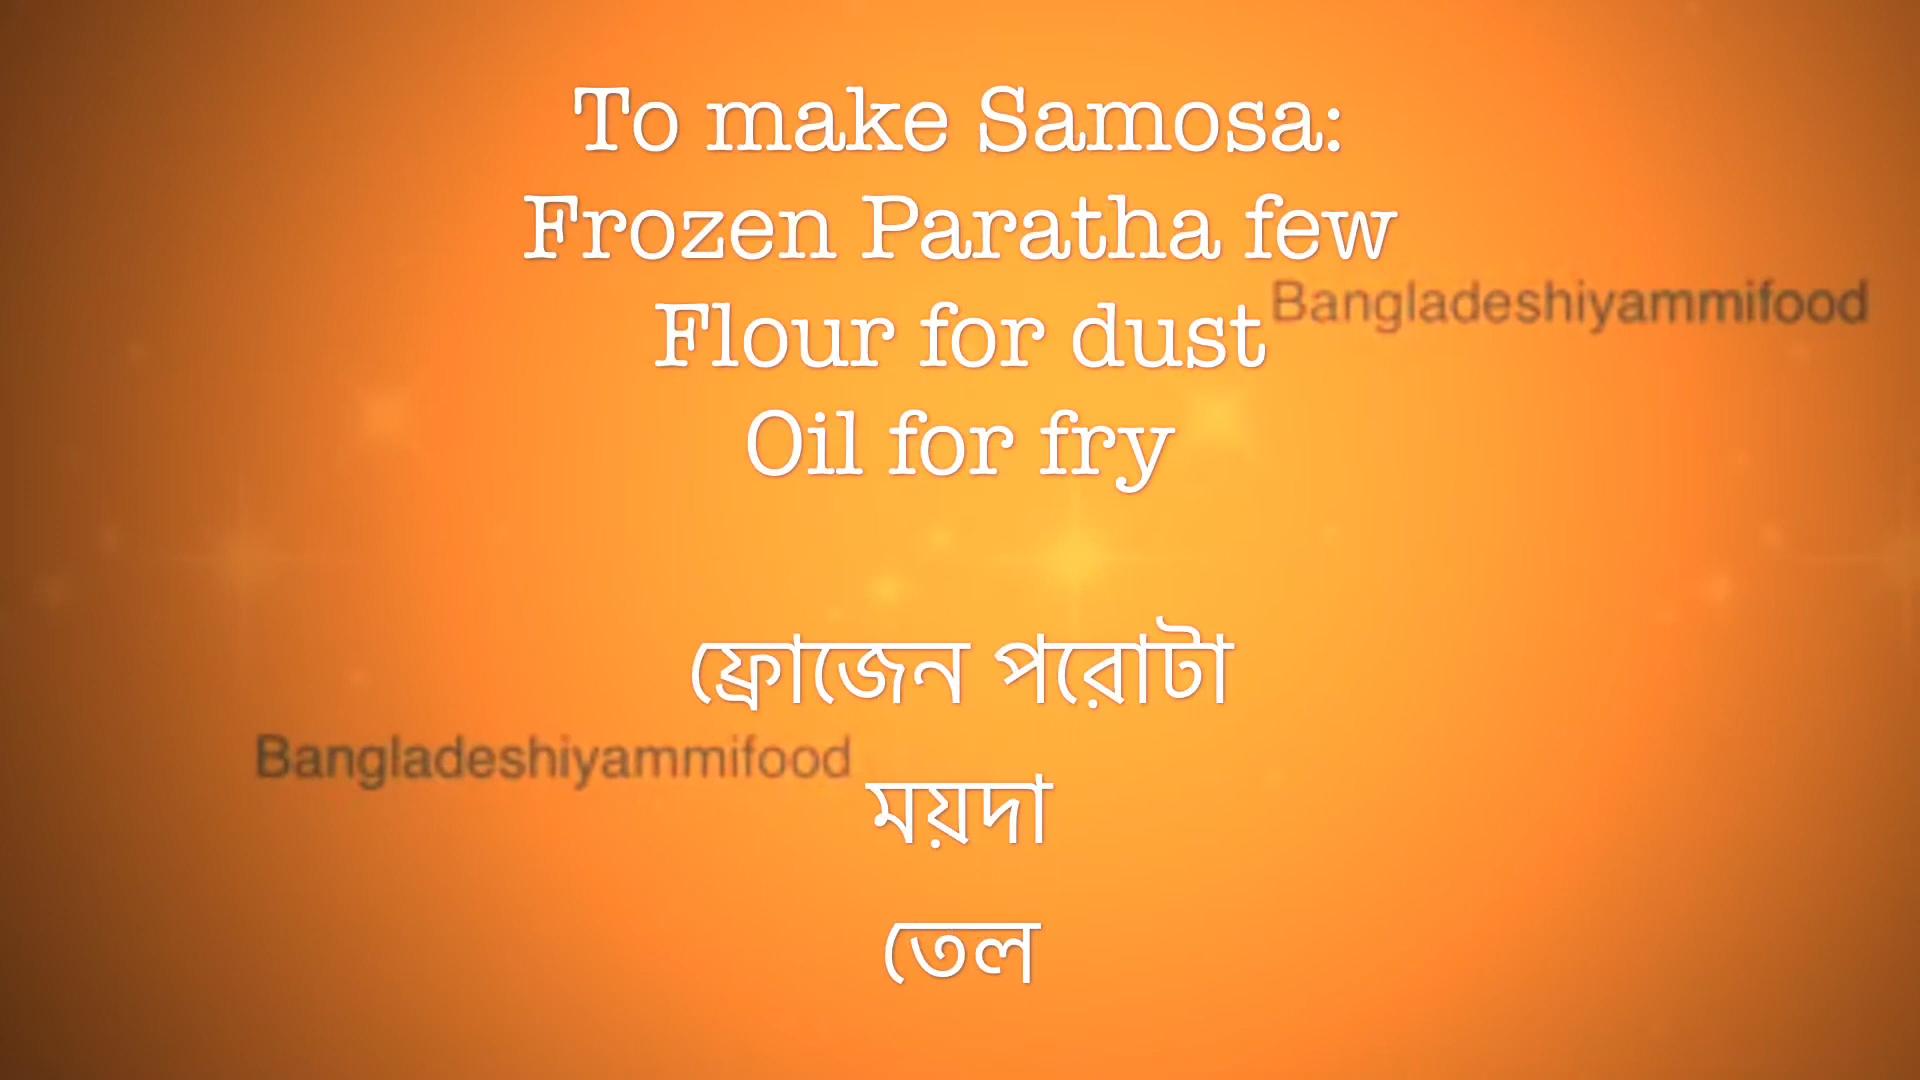 To make Samosa:
Frozen Paratha few
Bangladeshiyammifood
Flour for dust
Oil for fry
ফ্রোজেন পরোটা
Bangladeshiyammifood
ময়দা
তেল